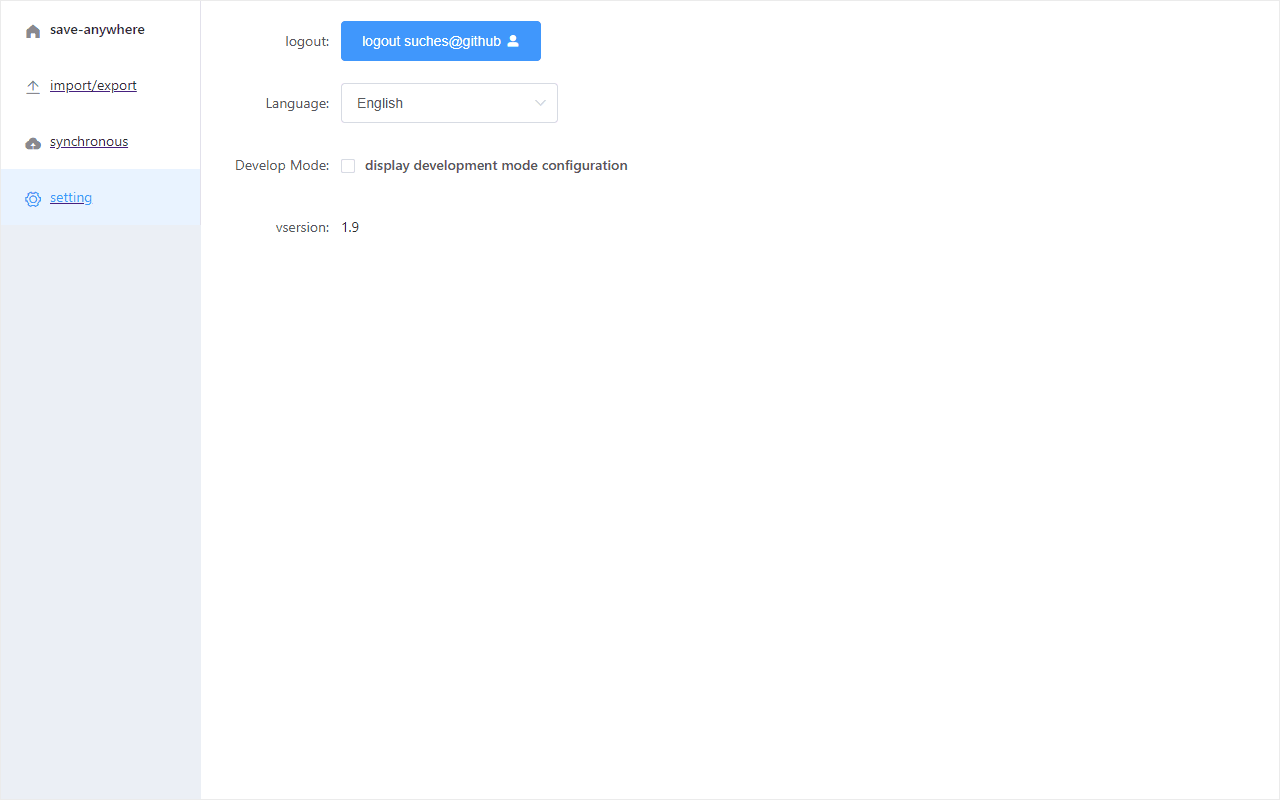 save-anywhere
import/export
synchronous
setting
logout: logout suches@github
Language: English
Develop Mode: display development mode configuration
vsersion: 1.9